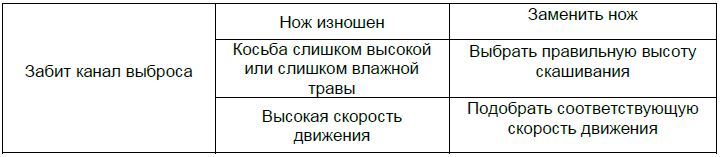 Забит канал выброса
Нож изношен
Заменить нож
Косьба слишком высокой
или слишком влажной
травы
Выбрать правильную высоту
скашивания
Высокая скорость
движения
Подобрать соответствующую
скорость движения